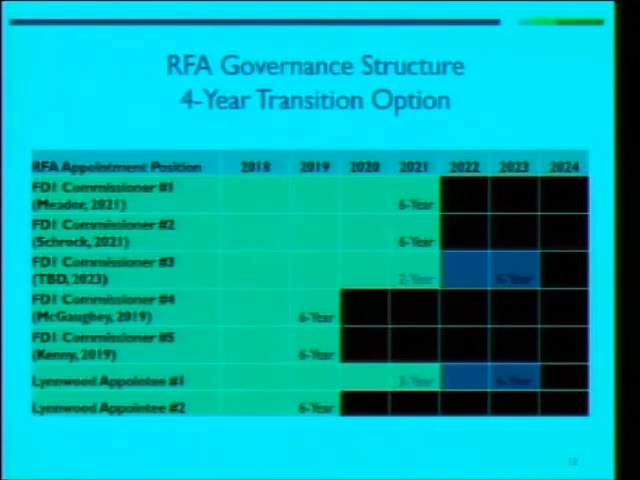 RFA Governance Structure
4-Year Transition Option
RFA Appointment Position 2018 2019 2020 2021 2022 2023 2024
FD1 Commissioner #1
(Meador, 2021) 6-Year
FD1 Commissioner #2
(Schrock, 2021) 6-Year
FD1 Commissioner #3
(TBD, 2023) 2-Year 6-Year
FD1 Commissioner #4
(McGaughey, 2019) 6-Year
FD1 Commissioner #5
(Kenny, 2019) 6-Year
Lynnwood Appointee #1 2-Year 6-Year
Lynnwood Appointee #2 6-Year